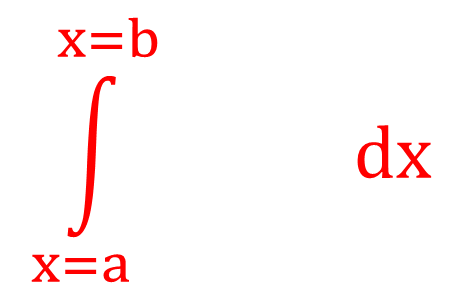 x=b
∫ dx
x=a